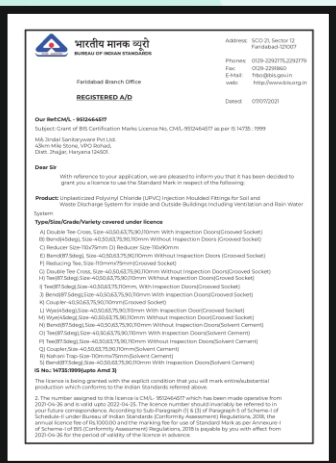 भारतीय मानक ब्यूरो
BUREAU OF INDIAN STANDARDS
Address: SCO 21, Sector 12
Faridabad-121007
Phones: 0129-2292175,2292179
Fax: 0129-2291860
E-Mail: fdbo@bis.gov.in
web: http://www.bis.org.in
Faridabad Branch Office
REGISTERED A/D
Dated: 07/07/2021
Our Ref:CM/L - 9512464517
Subject: Grant of BIS Certification Marks Licence No, CM/L-9512464517 as per IS 14735 : 1999
M/s Jindal Sanitaryware Pvt Ltd.
43km Mile Stone, VPO Rohad,
Distt. Jhajjar, Haryana 124501.
Dear Sir
With reference to your application, we are pleased to inform you that it has been decided to
grant you a licence to use the Standard Mark in respect of the following:
Product: Unplasticized Polyvinyl Chloride (UPVC) Injection Moulded Fittings for Soil and
Waste Discharge System for Inside and Outside Buildings Including Ventilation and Rain Water
System
Type/Size/Grade/Variety covered under licence
A) Double Tee Cross, Size-40,50,63,75,90,110mm With Inspection Doors(Grooved Socket)
B) Bend(45deg), Size-40,50,63,75,90,110mm Without Inspection Doors (Grooved Socket)
C) Reducer Size-110x75mm D) Reducer Size-110x90mm
E) Bend(87.5deg),Size-40,50,63,75,90,110mm Without Inspection Doors(Grooved Socket)
F) Reducing Tee, Size-110mmx75mm(Grooved Socket)
G) Double Tee Cross, Size-40,50,63,75,90,110mm Without Inspection Doors(Grooved Socket)
H) Tee(87.5deg),Size-40,50,63,75,90,110mm Without Inspection Doors(Grooved Socket)
I) Tee(87.5deg),Size-40,50,63,75,110mm, With Inspection Doors(Grooved Socket)
J) Bend(87.5deg),Size-40,50,63,75,90,110mm With Inspection Doors(Grooved Socket)
K) Coupler-40,50,63,75,90,110mm(Grooved Socket)
L) Wye(45deg),Size-40,50,63,75,90,110mm With Inspection Doors(Grooved Socket)
M) Wye(45deg),Size-40,50,63,75,90,110mm Without Inspection Doors(Grooved Socket)
N) Bend(87.5deg),Size-40,50,63,75,90,110mm Without Inspection Doors(Solvent Cement)
O) Tee(87.5deg),Size-40,50,63,75,90,110mm With Inspection Doors(Solvent Cement)
P) Tee(87.5deg),Size-40,50,63,75,90,110mm Without Inspection Doors(Solvent Cement)
Q) Coupler,Size-40,50,63,75,90,110mm(Solvent Cement)
R) Nahani Trap-Size-110mmx75mm(Solvent Cement)
S) Bend(87.5deg),Size-40,50,63,75,90,110mm With Inspection Doors(Solvent Cement)
IS No.: 14735:1999(upto Amd 3)
The licence is being granted with the explicit condition that you will mark entire/substantial
production which conform to the Indian Standards referred above.
2. The number assigned to the licence is CM/L- 9512464517 which has been made operative from
2021-04-26 and is valid upto 2022-04-25. The licence number should invariably be referred to in
your future correspondence. According to Sub-Paragraph (1) & (3) of Paragraph 5 of Scheme-I of
Schedule-II under Bureau of Indian Standards (Conformity Assessment) Regulations, 2018, the
annual licence fee of Rs.1000.00 and the marking fee for use of Standard Mark as per Annexure - I
of Scheme-I of BIS (Conformity Assessment) Regulations, 2018 is payable by you with effect from
2021-04-26 for the period of validity of the licence in advance.